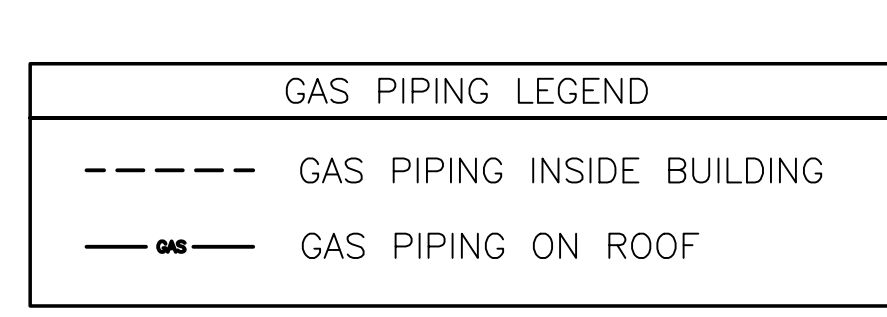 GAS PIPING LEGEND
GAS PIPING INSIDE BUILDING
GAS GAS PIPING ON ROOF